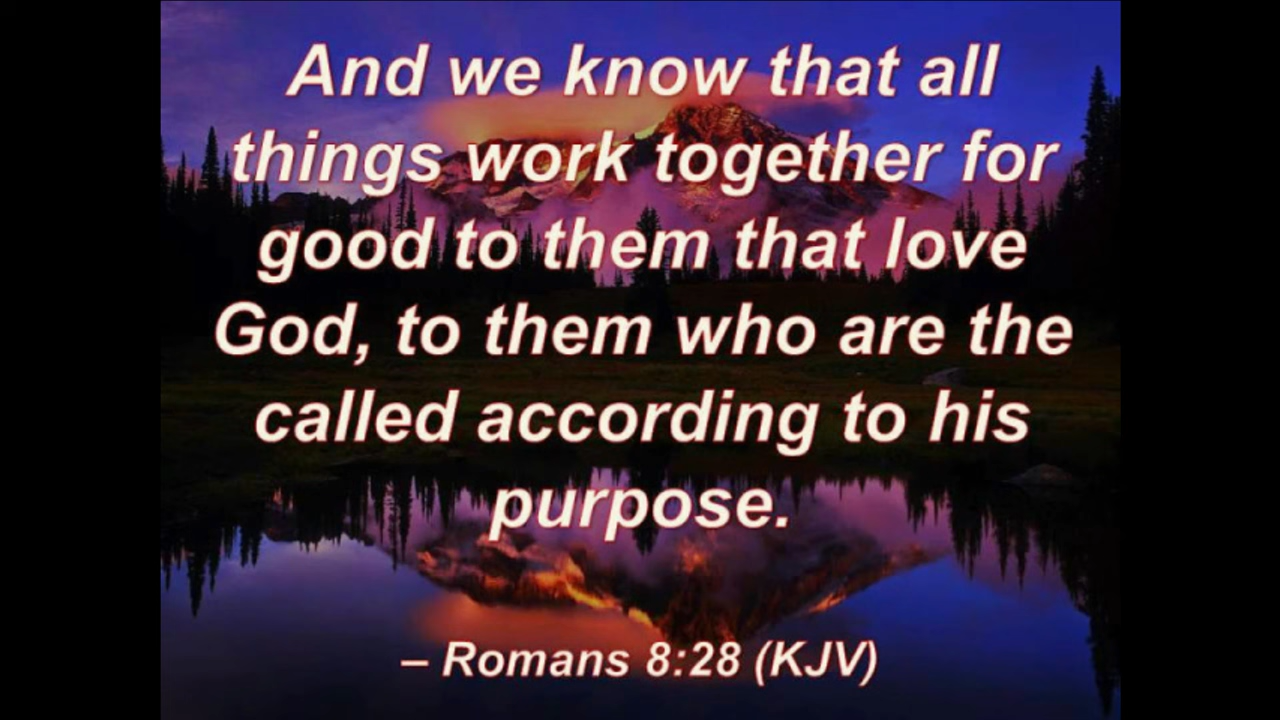 And we know that all
things work together for
good to them that love
God, to them who are the
called according to his
purpose.
– Romans 8:28 (KJV)